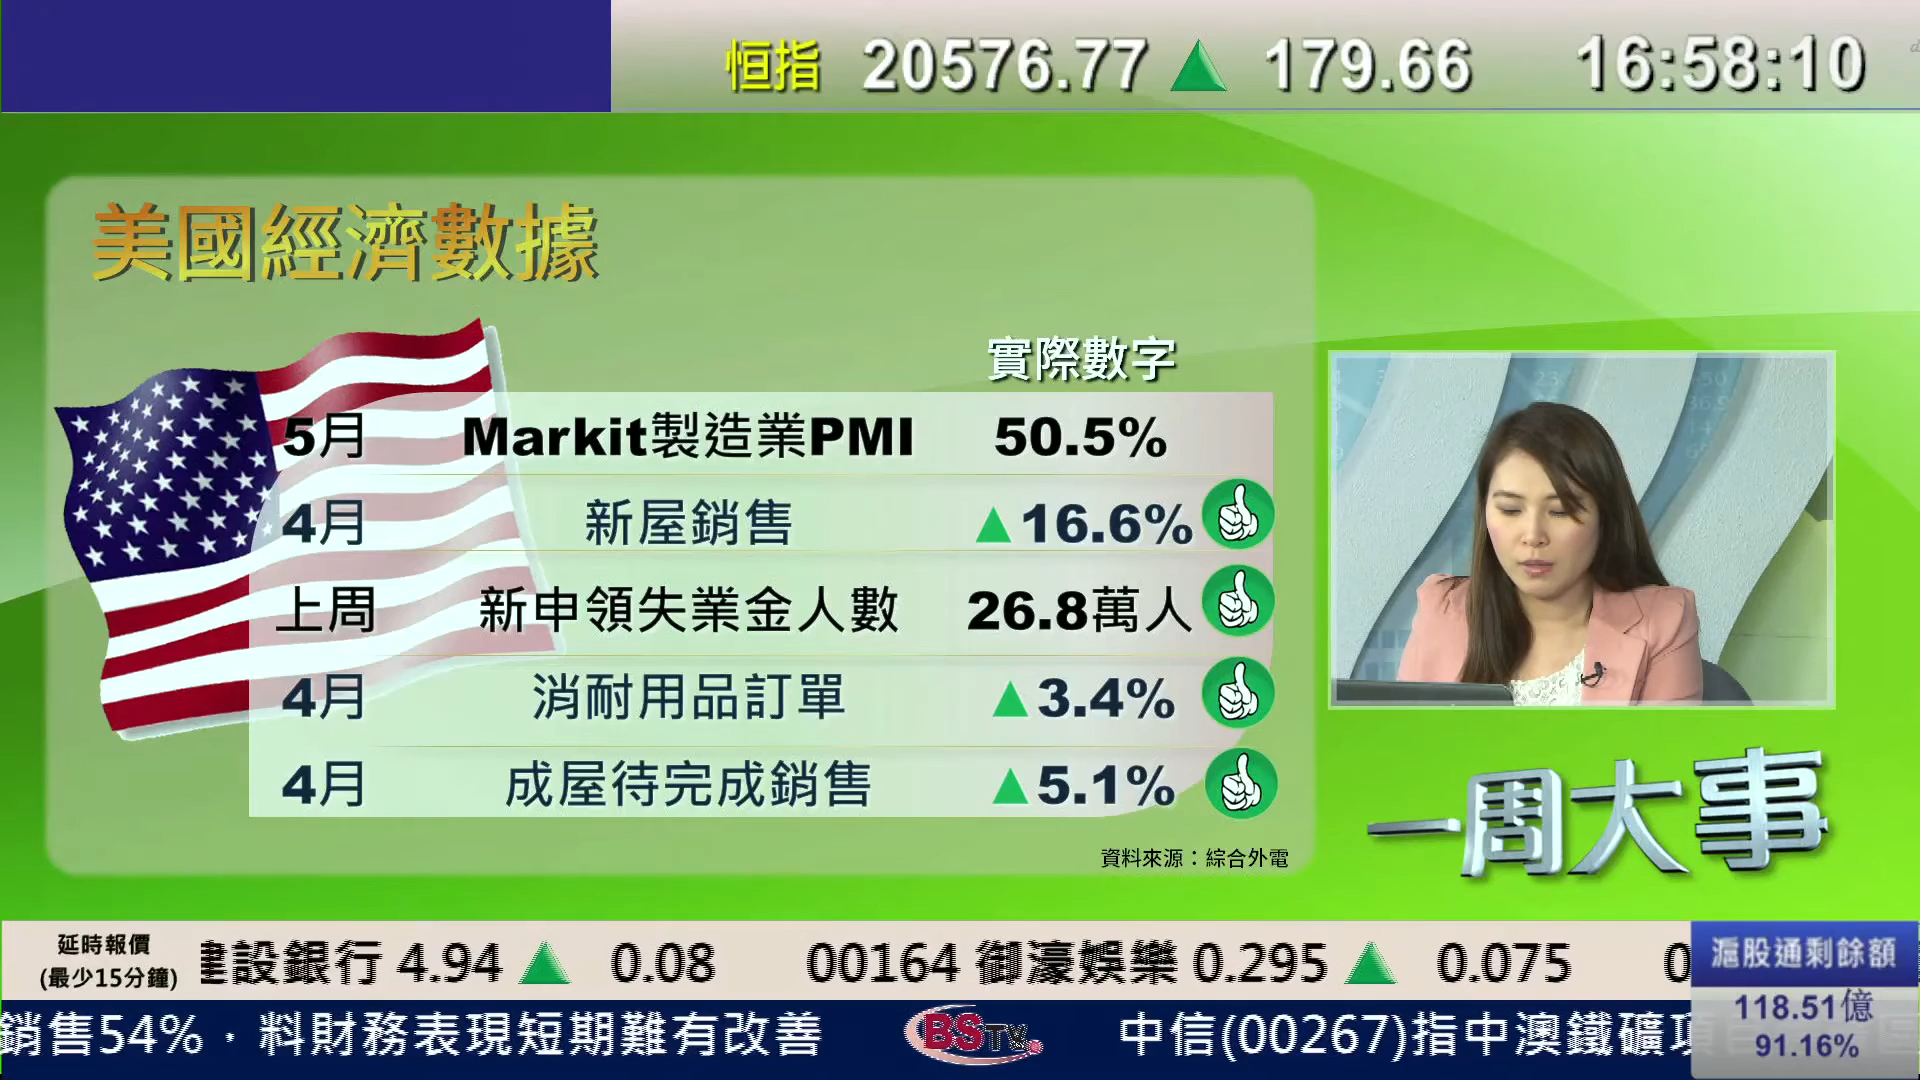 恒指 20576.77 ▲ 179.66 16:58:10
美國經濟數據
實際數字
5月 Markit製造業PMI 50.5%
4月 新屋銷售 ▲16.6%
上周 新申領失業金人數 26.8萬人
4月 消耐用品訂單 ▲3.4%
4月 成屋待完成銷售 ▲5.1%
資料來源：綜合外電
一周大事
延時報價
(最少15分鐘)
建設銀行 4.94 ▲ 0.08 00164 御濠娛樂 0.295 ▲ 0.075 0
滬股通剩餘額
118.51億
91.16%
銷售54%，料財務表現短期難有改善 BSTV 中信(00267)指中澳鐵礦項